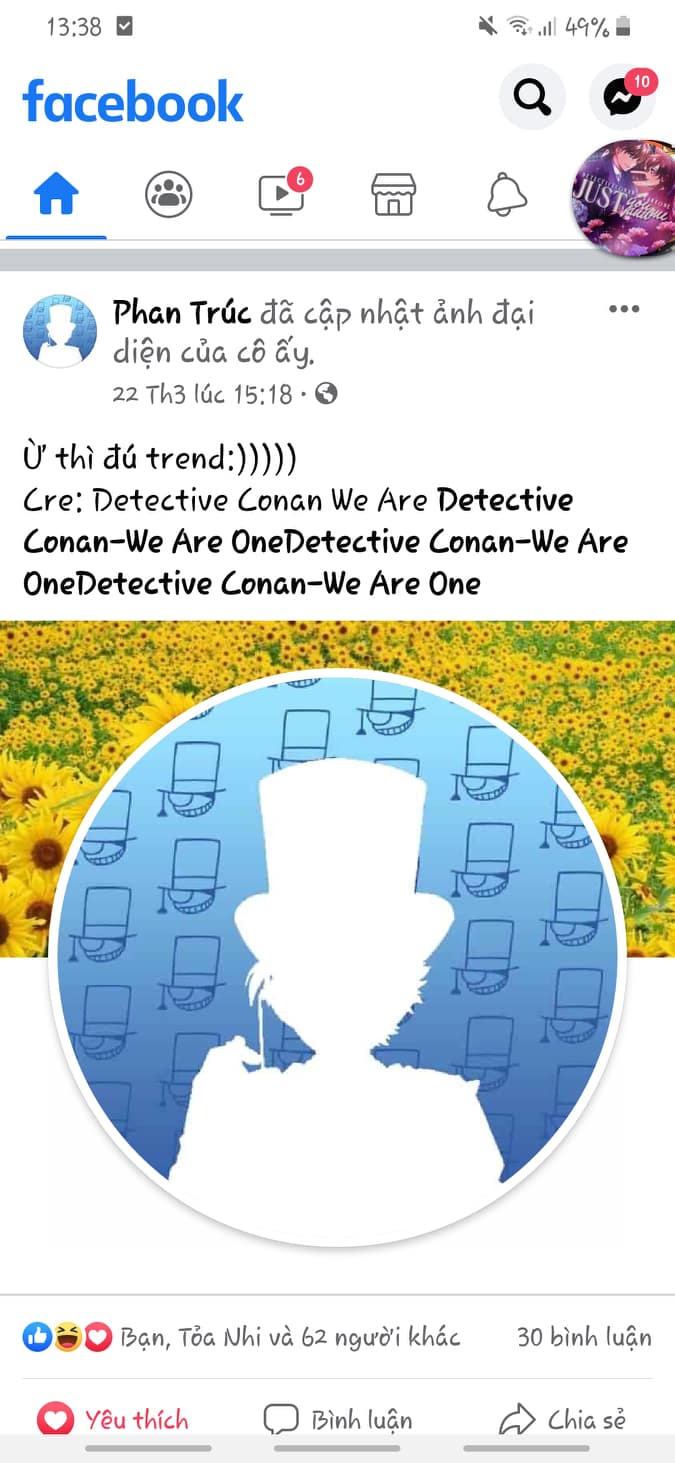 13:38
49%
facebook
10
6
JUST
Phan Trúc đã cập nhật ảnh đại
diện của cô ấy.
22 Th3 lúc 15:18 ·
Ừ thì đú trend:)))))
Cre: Detective Conan We Are Detective
Conan-We Are OneDetective Conan-We Are
OneDetective Conan-We Are One
Bạn, Tỏa Nhi và 62 người khác
30 bình luận
Yêu thích
Bình luận
Chia sẻ